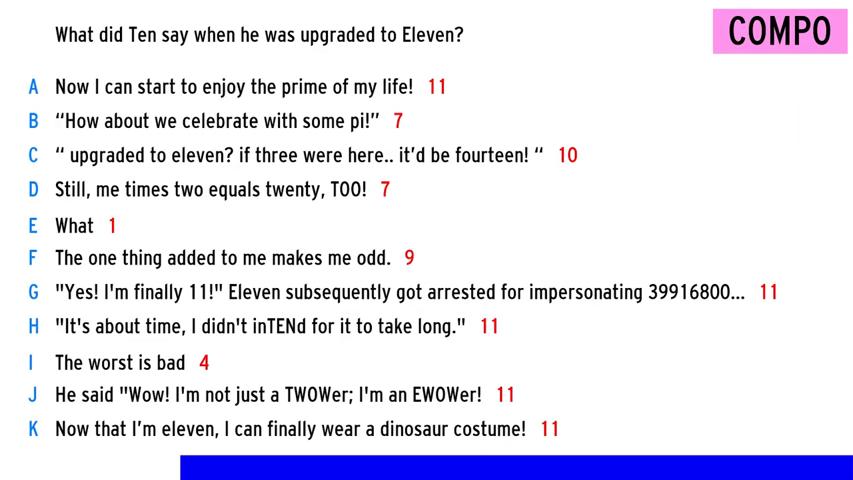 What did Ten say when he was upgraded to Eleven?
COMPO
A Now I can start to enjoy the prime of my life! 11
B “How about we celebrate with some pi!” 7
C “ upgraded to eleven? if three were here.. it’d be fourteen! “ 10
D Still, me times two equals twenty, TOO! 7
E What 1
F The one thing added to me makes me odd. 9
G "Yes! I'm finally 11!" Eleven subsequently got arrested for impersonating 39916800... 11
H "It's about time, I didn't inTENd for it to take long." 11
I The worst is bad 4
J He said "Wow! I'm not just a TWOWer; I'm an EWOWer! 11
K Now that I’m eleven, I can finally wear a dinosaur costume! 11